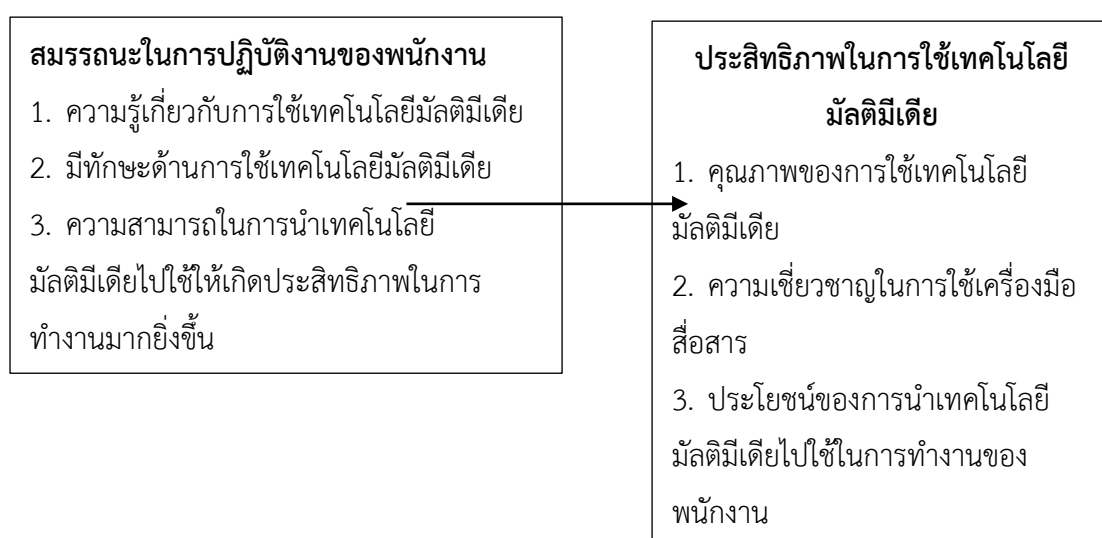 สมรรถนะในการปฏิบัติงานของพนักงาน
1. ความรู้เกี่ยวกับการใช้เทคโนโลยีมัลติมีเดีย
2. มีทักษะด้านการใช้เทคโนโลยีมัลติมีเดีย
3. ความสามารถในการนำเทคโนโลยี
มัลติมีเดียไปใช้ให้เกิดประสิทธิภาพในการ
ทำงานมากยิ่งขึ้น
ประสิทธิภาพในการใช้เทคโนโลยี
มัลติมีเดีย
1. คุณภาพของการใช้เทคโนโลยี
มัลติมีเดีย
2. ความเชี่ยวชาญในการใช้เครื่องมือ
สื่อสาร
3. ประโยชน์ของการนำเทคโนโลยี
มัลติมีเดียไปใช้ในการทำงานของ
พนักงาน